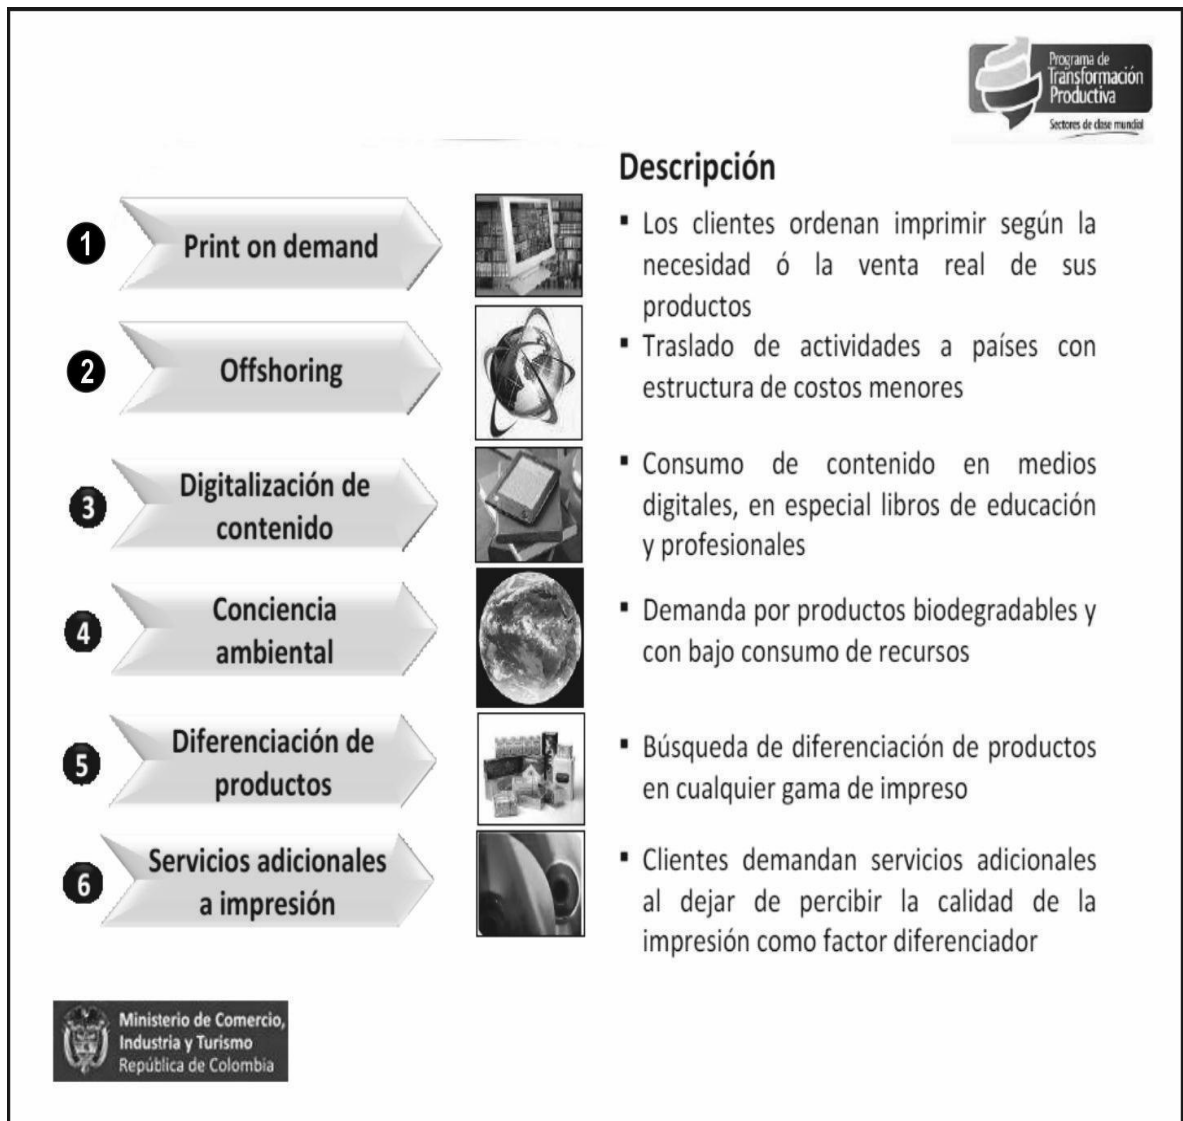 Programa de
Transformación
Productiva
Sectores de clase mundial
Descripción
1
Print on demand
▪ Los clientes ordenan imprimir según la
necesidad ó la venta real de sus
productos
2
Offshoring
▪ Traslado de actividades a países con
estructura de costos menores
3
Digitalización de
contenido
▪ Consumo de contenido en medios
digitales, en especial libros de educación
y profesionales
4
Conciencia
ambiental
▪ Demanda por productos biodegradables y
con bajo consumo de recursos
5
Diferenciación de
productos
▪ Búsqueda de diferenciación de productos
en cualquier gama de impreso
6
Servicios adicionales
a impresión
▪ Clientes demandan servicios adicionales
al dejar de percibir la calidad de la
impresión como factor diferenciador
Ministerio de Comercio,
Industria y Turismo
República de Colombia